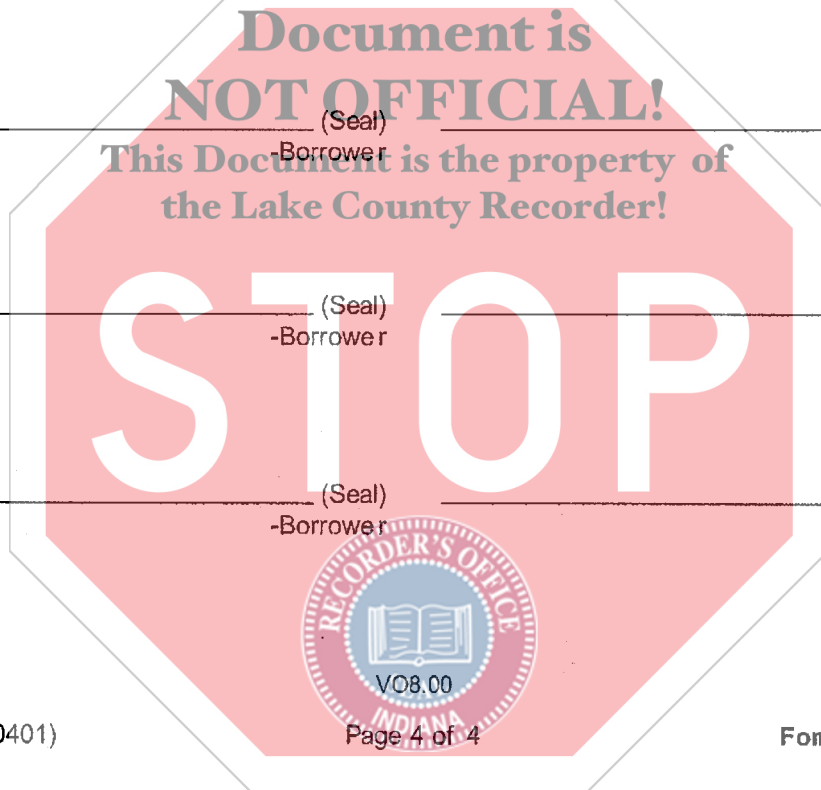 Document is
NOT OFFICIAL!
(Seal)
-Borrower
This Document is the property of
the Lake County Recorder!
STOP
(Seal)
-Borrower
(Seal)
-Borrower
RECORDER'S OFFICE
VO8.00
INDIANA
0401)
Page 4 of 4